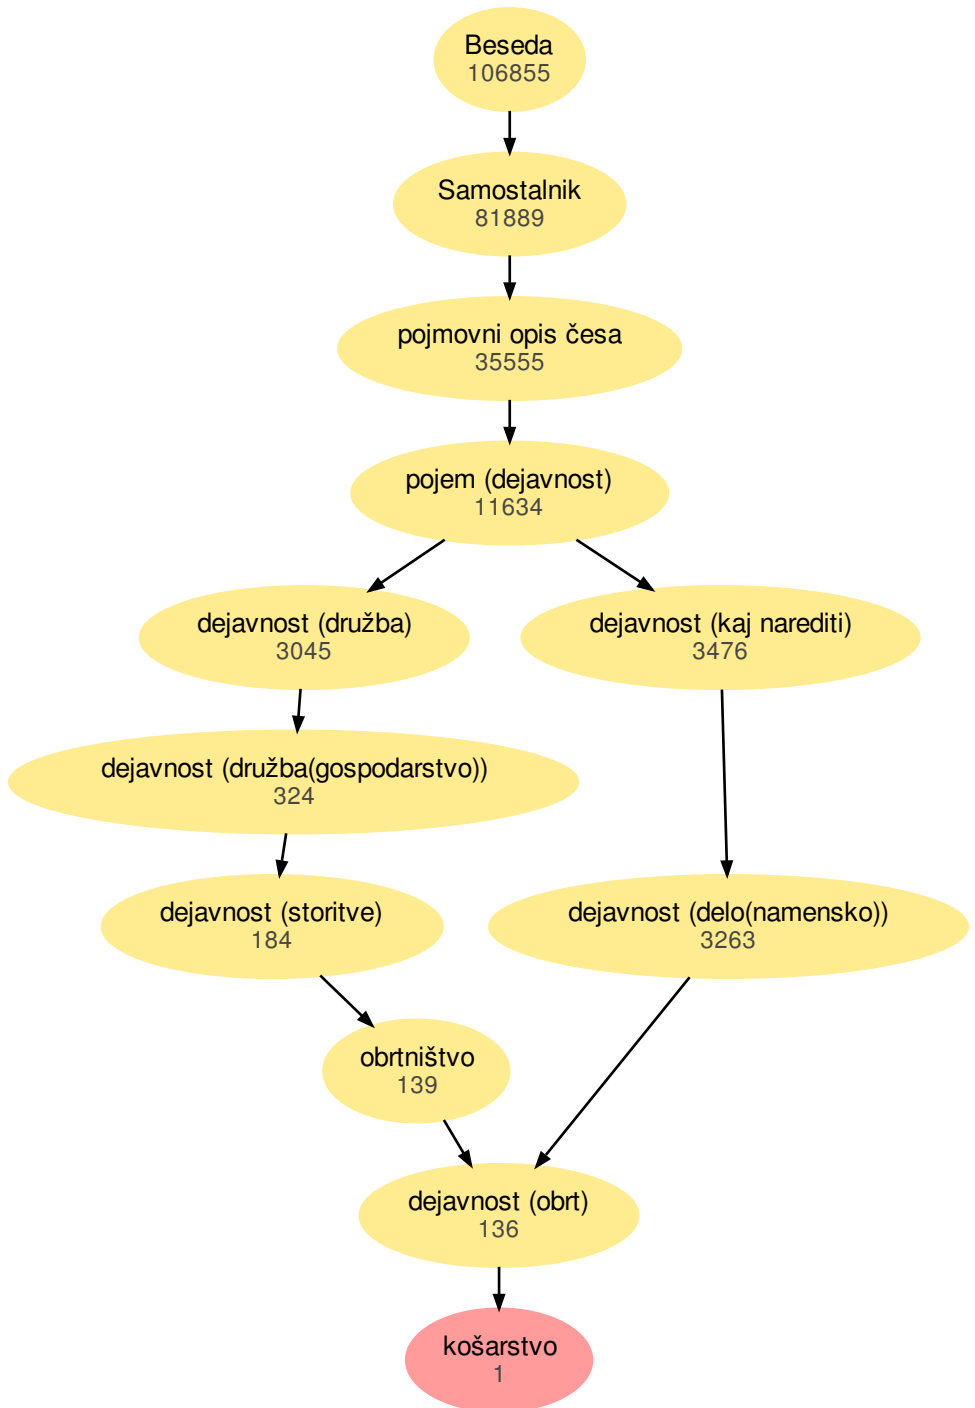 Beseda
106855
Samostalnik
81889
pojmovni opis česa
35555
pojem (dejavnost)
11634
dejavnost (družba)
3045
dejavnost (kaj narediti)
3476
dejavnost (družba(gospodarstvo))
324
dejavnost (storitve)
184
dejavnost (delo(namensko))
3263
obrtništvo
139
dejavnost (obrt)
136
košarstvo
1